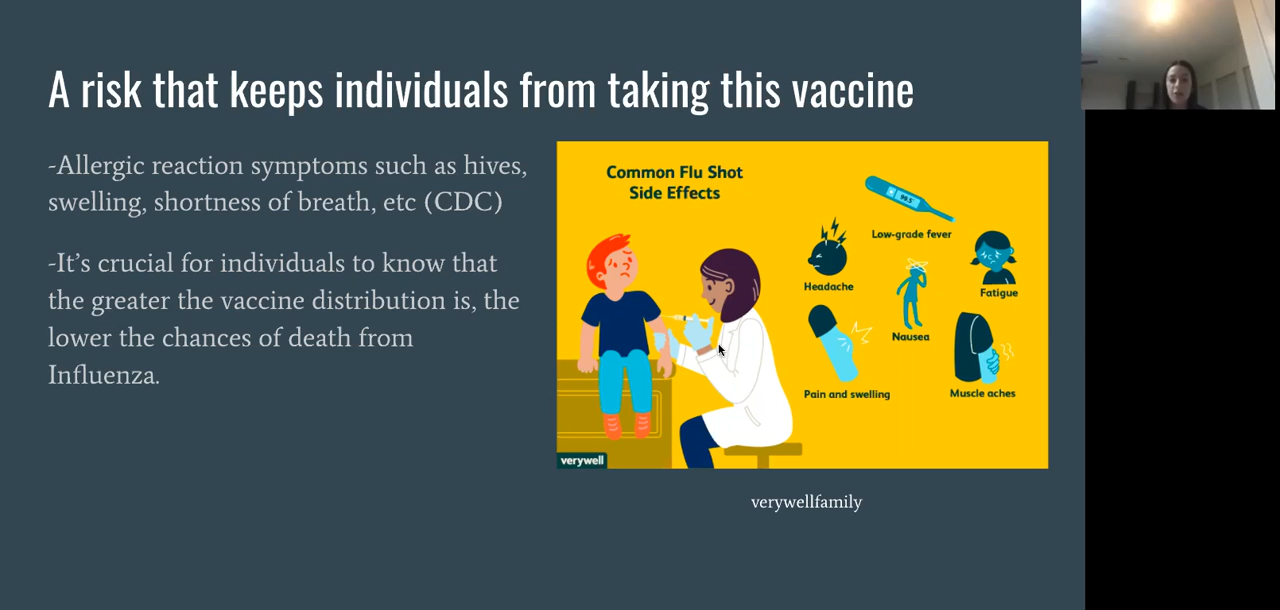 A risk that keeps individuals from taking this vaccine
-Allergic reaction symptoms such as hives,
swelling, shortness of breath, etc (CDC)
-It’s crucial for individuals to know that
the greater the vaccine distribution is, the
lower the chances of death from
Influenza.
Common Flu Shot
Side Effects
Low-grade fever
Headache
Fatigue
Nausea
Pain and swelling
Muscle aches
verywell
verywellfamily